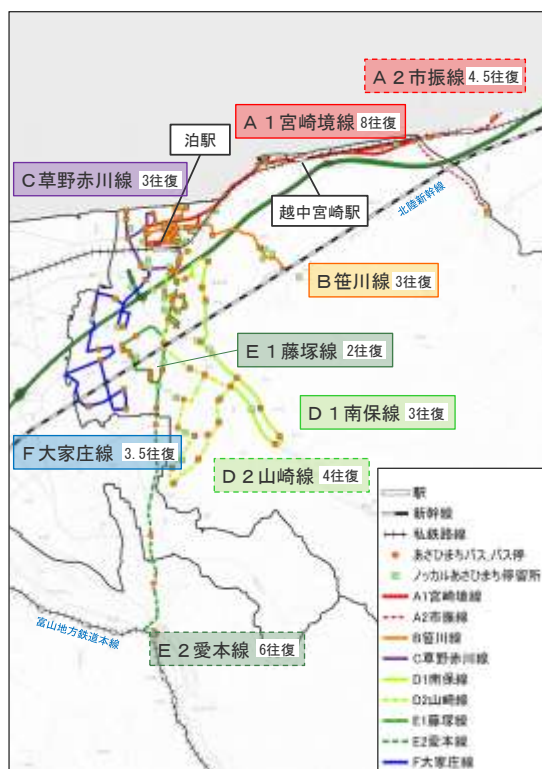 A2市振線 4.5往復
A1宮崎境線 8往復
泊駅
C草野赤川線 3往復
越中宮崎駅
北陸新幹線
B笹川線 3往復
E1藤塚線 2往復
D1南保線 3往復
F大家庄線 3.5往復
D2山崎線 4往復
富山地方鉄道本線
E2愛本線 6往復
駅
新幹線
私鉄路線
あさひまちバス_バス停
ノッカルあさひまち停留所
A1宮崎境線
A2市振線
B笹川線
C草野赤川線
D1南保線
D2山崎線
E1藤塚線
E2愛本線
F大家庄線